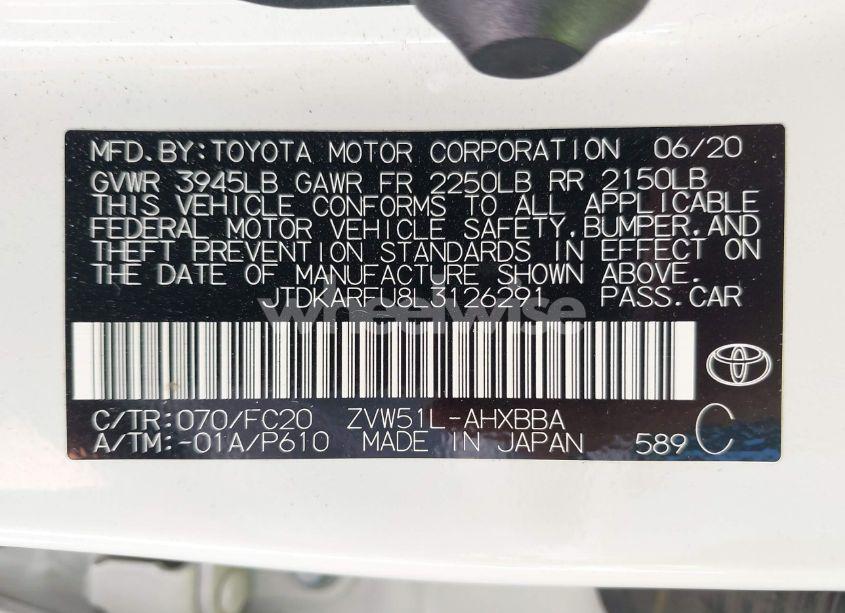 MFD.BY:TOYOTA MOTOR CORPORATION 06/20
GVWR 3945LB GAWR FR 2250LB RR 2150LB
THIS VEHICLE CONFORMS TO ALL APPLICABLE
FEDERAL MOTOR VEHICLE SAFETY,BUMPER,AND
THEFT PREVENTION STANDARDS IN EFFECT ON
THE DATE OF MANUFACTURE SHOWN ABOVE.
JTDKARFU8L3126291 PASS.CAR
wheelwise
C/TR:070/FC20 ZVW51L-AHXBBA
A/TM:-01A/P610 MADE IN JAPAN 589 C